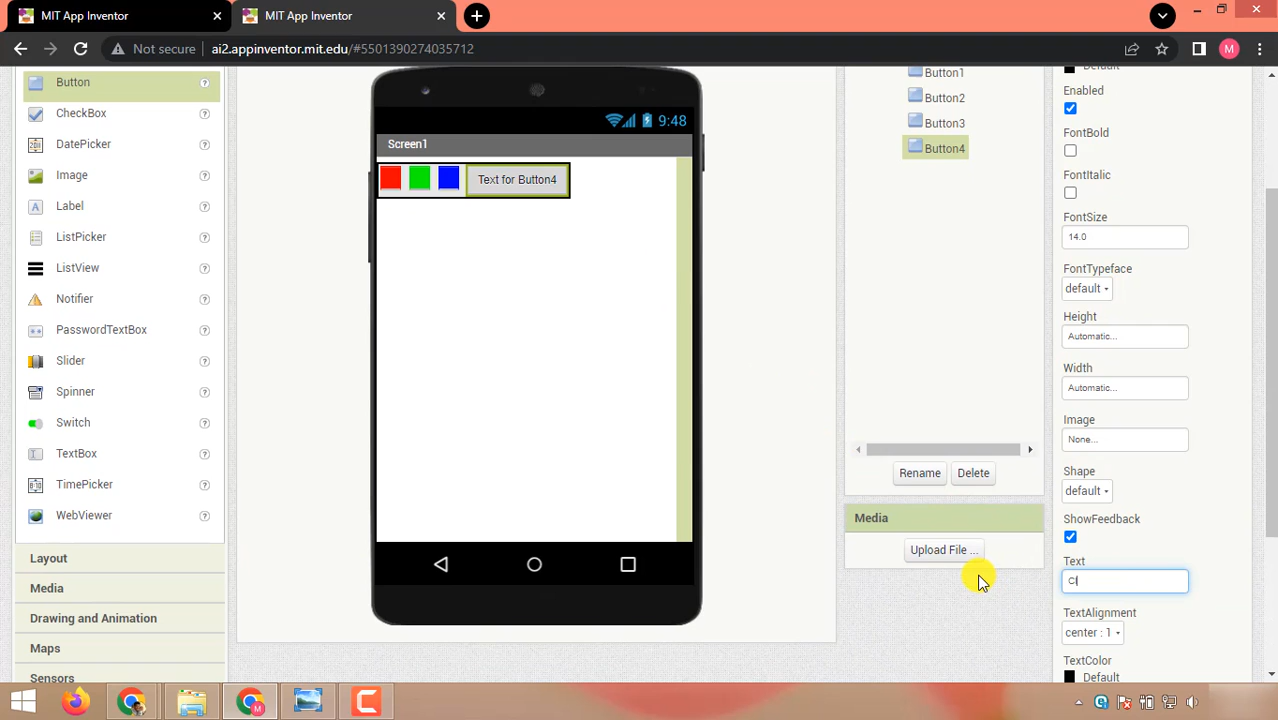 MIT App Inventor
MIT App Inventor
Not secure
ai2.appinventor.mit.edu/#5501390274035712
M
Button
CheckBox
DatePicker
Image
Label
ListPicker
ListView
Notifier
PasswordTextBox
Slider
Spinner
Switch
TextBox
TimePicker
WebViewer
Layout
Media
Drawing and Animation
Maps
Sensors
9:48
Screen1
Text for Button4
Button1
Button2
Button3
Button4
Rename
Delete
Media
Upload File ...
Default
Enabled
FontBold
FontItalic
FontSize
14.0
FontTypeface
default
Height
Automatic...
Width
Automatic...
Image
None...
Shape
default
ShowFeedback
Text
Cl
TextAlignment
center : 1
TextColor
Default